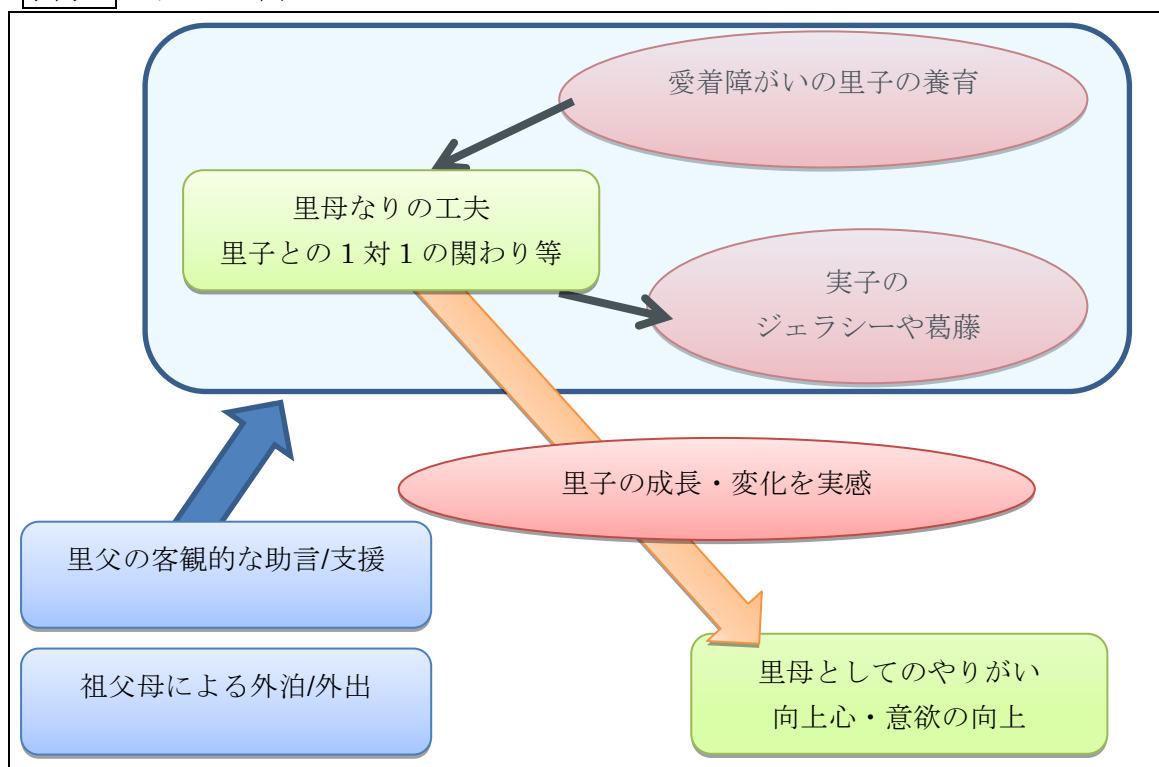 愛着障がいの里子の養育
里母なりの工夫
里子との１対１の関わり等
実子の
ジェラシーや葛藤
里子の成長・変化を実感
里父の客観的な助言/支援
祖父母による外泊/外出
里母としてのやりがい
向上心・意欲の向上